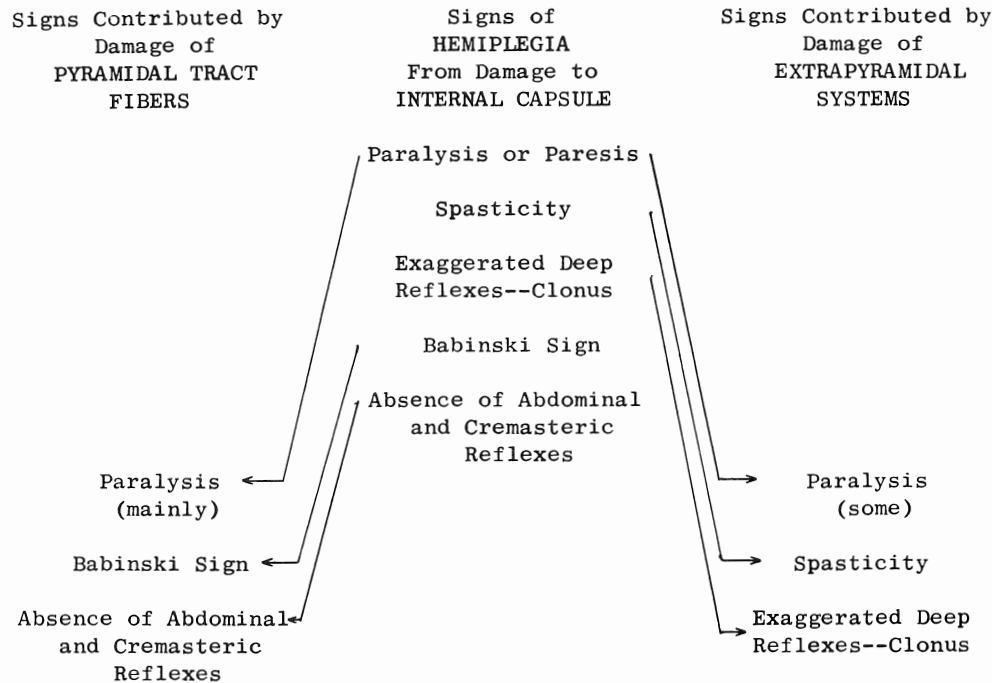 Signs Contributed by
Damage of
PYRAMIDAL TRACT
FIBERS
Signs of
HEMIPLEGIA
From Damage to
INTERNAL CAPSULE
Signs Contributed by
Damage of
EXTRAPYRAMIDAL
SYSTEMS
Paralysis or Paresis
Spasticity
Exaggerated Deep
Reflexes--Clonus
Babinski Sign
Absence of Abdominal
and Cremasteric
Reflexes
Paralysis
(mainly)
Babinski Sign
Absence of Abdominal
and Cremasteric
Reflexes
Paralysis
(some)
Spasticity
Exaggerated Deep
Reflexes--Clonus